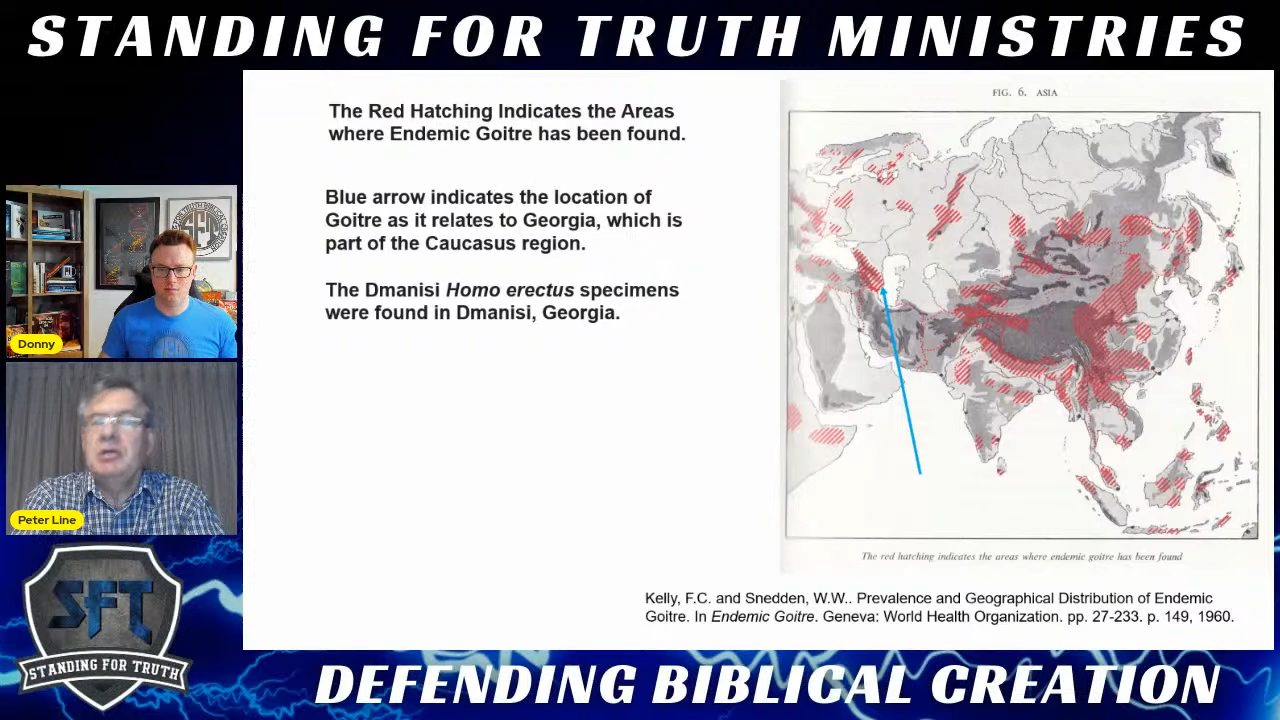 STANDING FOR TRUTH MINISTRIES
The Red Hatching Indicates the Areas
where Endemic Goitre has been found.
Blue arrow indicates the location of
Goitre as it relates to Georgia, which is
part of the Caucasus region.
The Dmanisi Homo erectus specimens
were found in Dmanisi, Georgia.
FIG. 6. ASIA
The red hatching indicates the areas where endemic goitre has been found
Kelly, F.C. and Snedden, W.W.. Prevalence and Geographical Distribution of Endemic
Goitre. In Endemic Goitre. Geneva: World Health Organization. pp. 27-233. p. 149, 1960.
Donny
Peter Line
SFT
STANDING FOR TRUTH
DEFENDING BIBLICAL CREATION